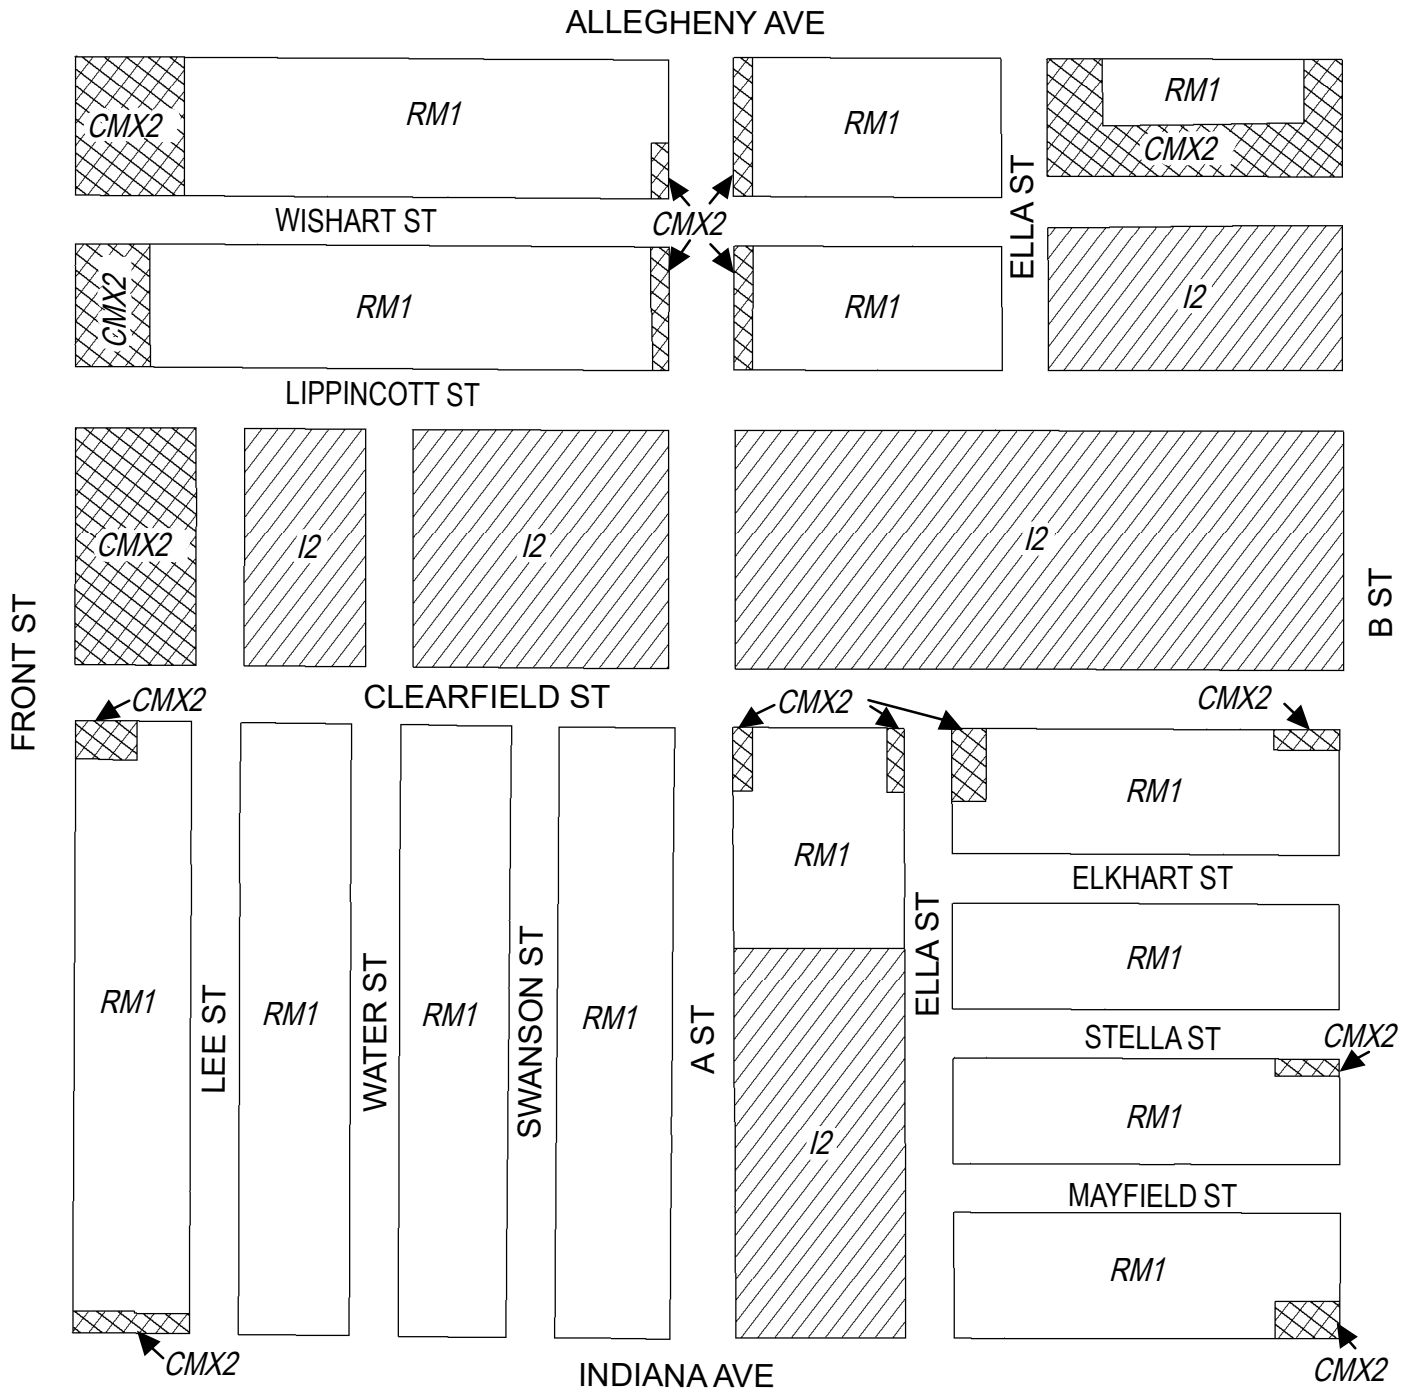 ALLEGHENY AVE
CMX2
RM1
RM1
RM1
CMX2
ELLA ST
WISHART ST
CMX2
CMX2
RM1
RM1
I2
LIPPINCOTT ST
CMX2
I2
I2
I2
FRONT ST
B ST
CMX2
CLEARFIELD ST
CMX2
CMX2
RM1
RM1
ELKHART ST
RM1
LEE ST
RM1
WATER ST
RM1
SWANSON ST
RM1
A ST
ELLA ST
RM1
STELLA ST
CMX2
I2
RM1
MAYFIELD ST
RM1
CMX2
INDIANA AVE
CMX2